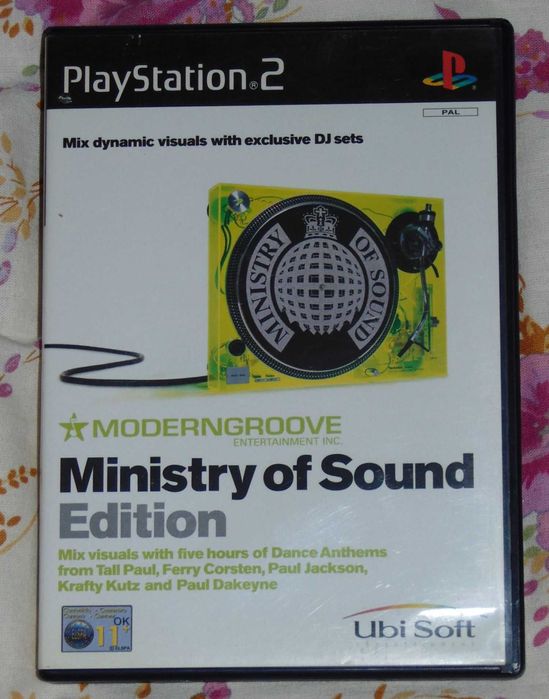 PlayStation®2
PAL
Mix dynamic visuals with exclusive DJ sets
MINISTRY OF SOUND
MODERNGROOVE
ENTERTAINMENT INC.
Ministry of Sound
Edition
Mix visuals with five hours of Dance Anthems
from Tall Paul, Ferry Corsten, Paul Jackson,
Krafty Kutz and Paul Dakeyne
11+
OK
ELSPA
Ubi Soft